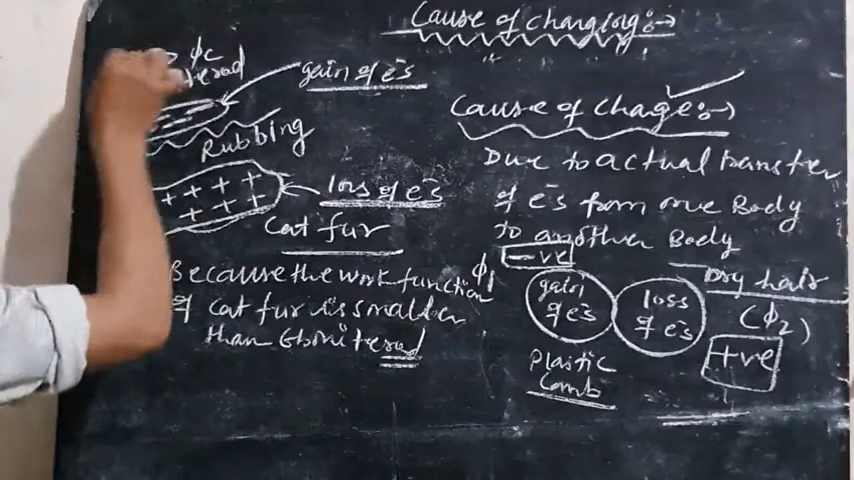 Cause of charging:→
> ϕc
terod
gain of e⁻s
Rubbing
+ + + +
+ + + +
loss of e⁻s
Cat fur
Because the work function
of cat fur is smaller
than Ebonite rod
Cause of Chage:→
Due to actual transfer
of e⁻s from one Body
to another Body
-ve
ϕ1
gain
of e⁻s
loss
of e⁻s
Dry hair
(ϕ2)
+ve
Plastic
Comb